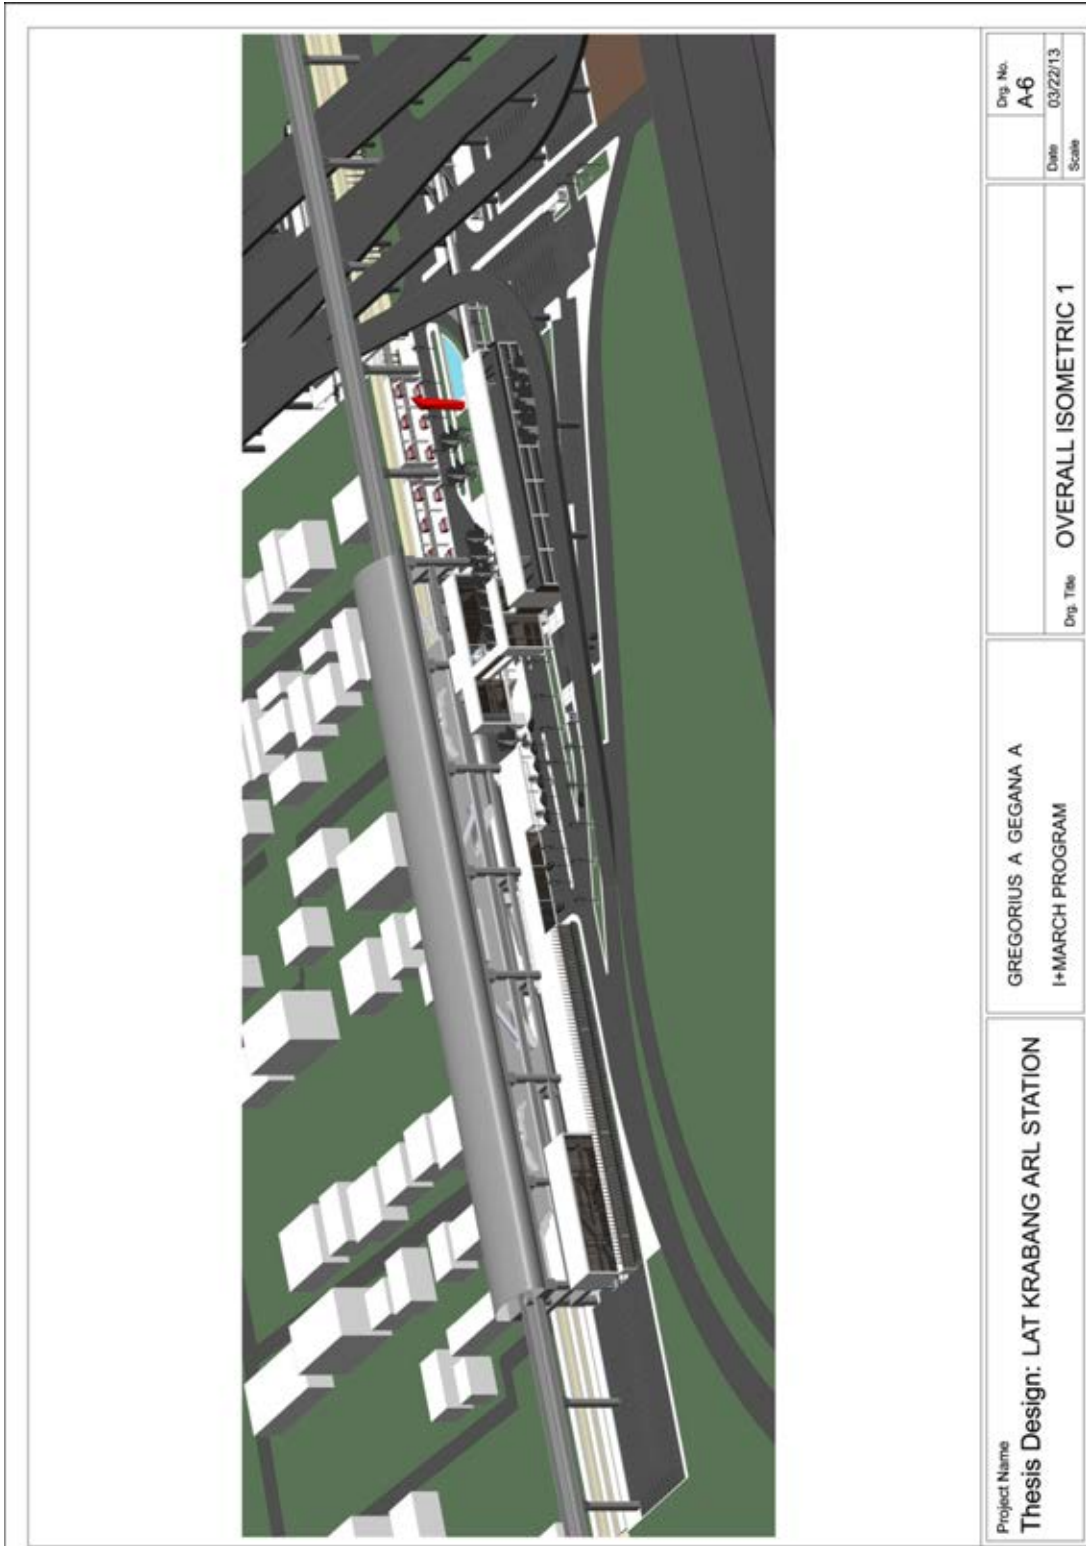 Project Name
Thesis Design: LAT KRABANG ARL STATION
GREGORIUS A GEGANA A
I+MARCH PROGRAM
Drg. Title
OVERALL ISOMETRIC 1
Drg. No.
A-6
Date
03/22/13
Scale